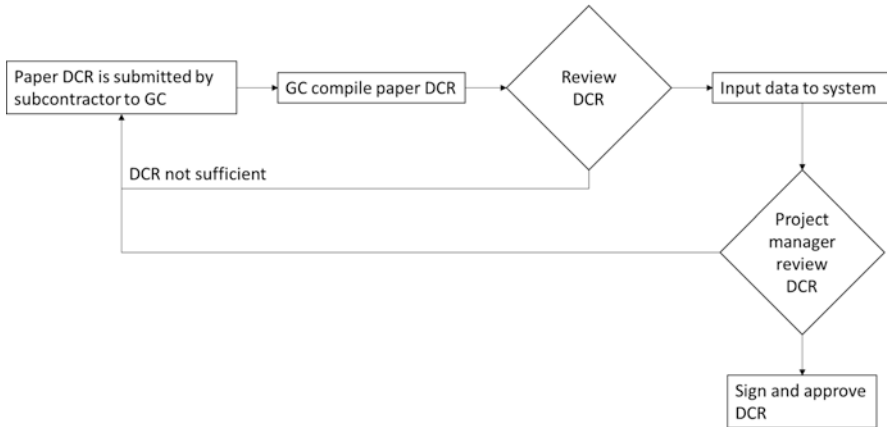 Paper DCR is submitted by
subcontractor to GC
GC compile paper DCR
Review
DCR
Input data to system
DCR not sufficient
Project
manager
review
DCR
Sign and approve
DCR